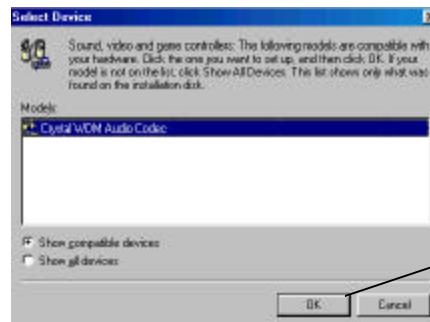 Select Device
Sound, video and game controllers: The following models are compatible with
your hardware. Click the one you want to set up, and then click OK. If your
model is not on the list, click Show All Devices. This list shows only what was
found on the installation disk.
Models:
Crystal WDM Audio Codec
Show compatible devices
Show all devices
OK
Cancel